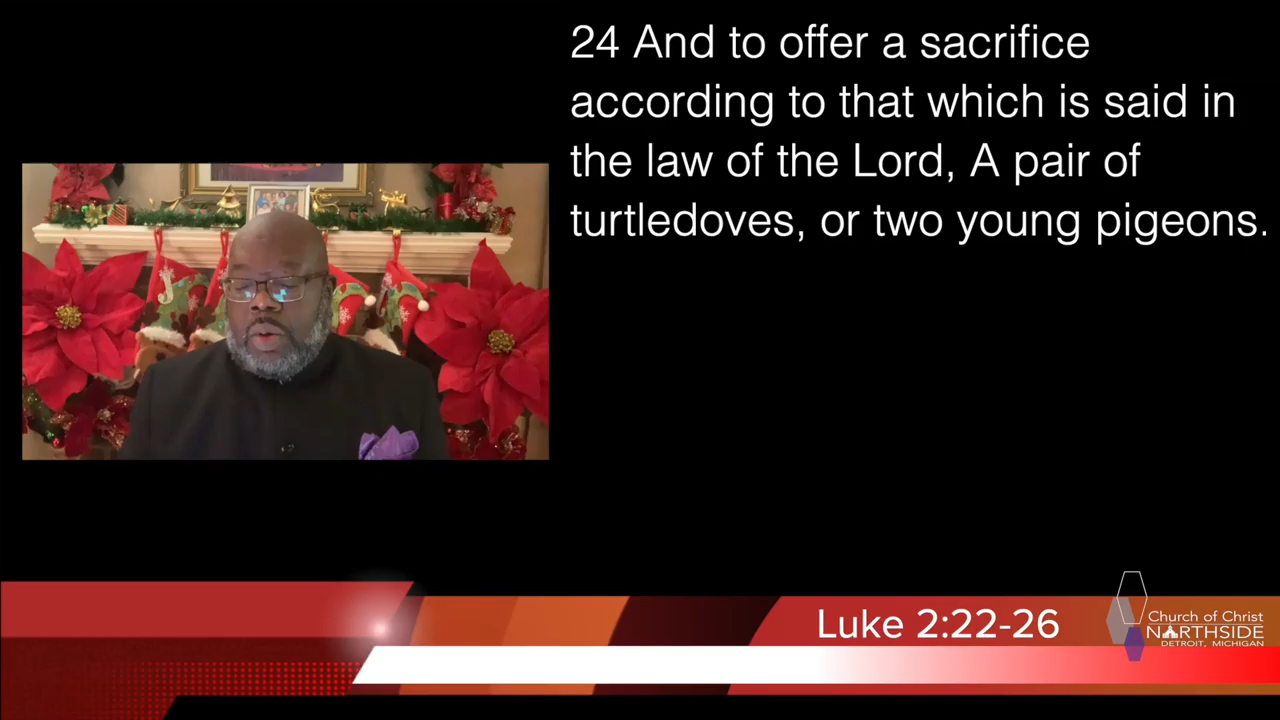 24 And to offer a sacrifice
according to that which is said in
the law of the Lord, A pair of
turtledoves, or two young pigeons.
Luke 2:22-26
Church of Christ
NORTHSIDE
DETROIT, MICHIGAN